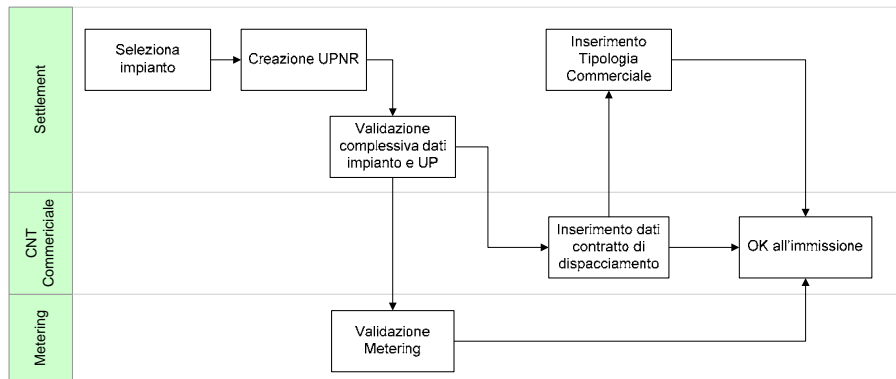 Settlement
Seleziona
impianto
Creazione UPNR
Validazione
complessiva dati
impianto e UP
Inserimento
Tipologia
Commerciale
CNT
Commericiale
Inserimento dati
contratto di
dispacciamento
OK all'immissione
Metering
Validazione
Metering